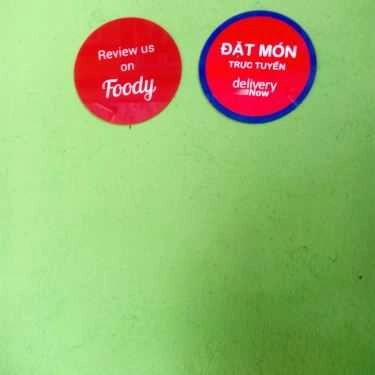 Review us
on
Foody
ĐẶT MÓN
TRỰC TUYẾN
delivery
Now